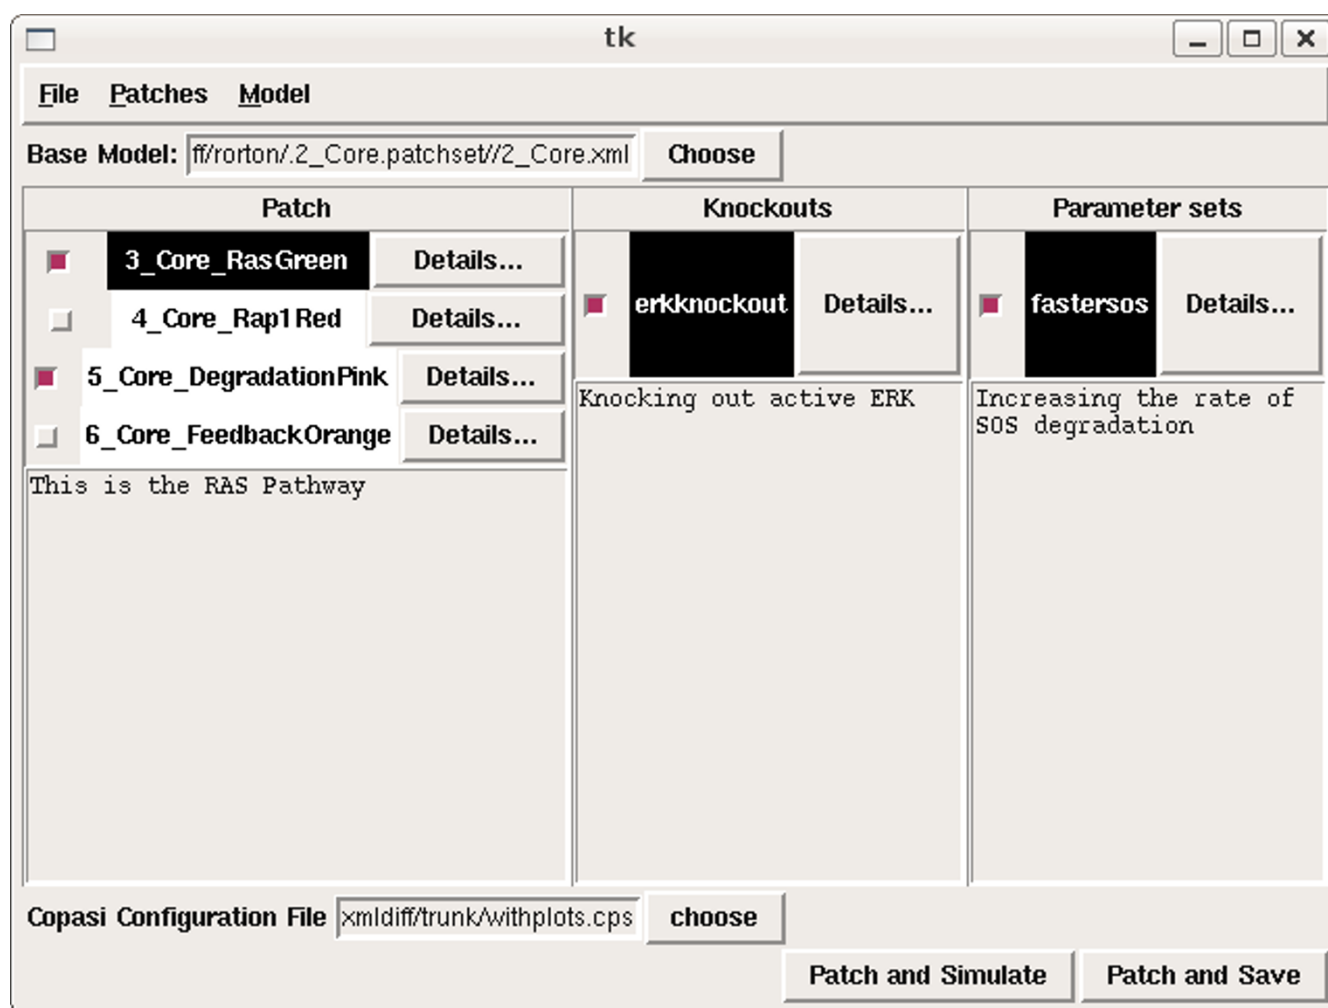 tk
File Patches Model
Base Model: ff/rorton/.2_Core.patchset//2_Core.xml Choose
Patch Knockouts Parameter sets
3_Core_RasGreen Details...
4_Core_Rap1Red Details...
5_Core_DegradationPink Details...
6_Core_FeedbackOrange Details...
This is the RAS Pathway
erkknockout Details...
Knocking out active ERK
fastersos Details...
Increasing the rate of
SOS degradation
Copasi Configuration File xmldiff/trunk/withplots.cps choose
Patch and Simulate Patch and Save